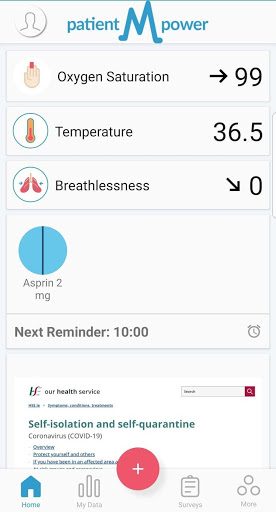 patient M power
Oxygen Saturation → 99
Temperature 36.5
Breathlessness ↘ 0
Asprin 2
mg
Next Reminder: 10:00
HE our health service
Search
HSE.ie > Symptoms, conditions, treatments
Self-isolation and self-quarantine
Coronavirus (COVID-19)
Overview
Protect yourself and others
If you have been in an affected area
+
Home
My Data
Surveys
More